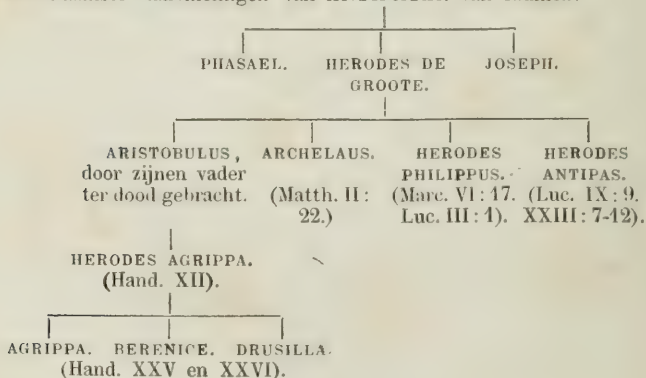 PHASAEL. HERODES DE JOSEPH.
GROOTE.
ARISTOBULUS, ARCHELAUS. HERODES HERODES
door zijnen vader PHILIPPUS. ANTIPAS.
ter dood gebracht. (Matth. II: (Marc. VI: 17. (Luc. IX: 9.
22.) Luc. III: 1). XXIII: 7-12).
HERODES AGRIPPA.
(Hand. XII).
AGRIPPA. BERENICE. DRUSILLA.
(Hand. XXV en XXVI).